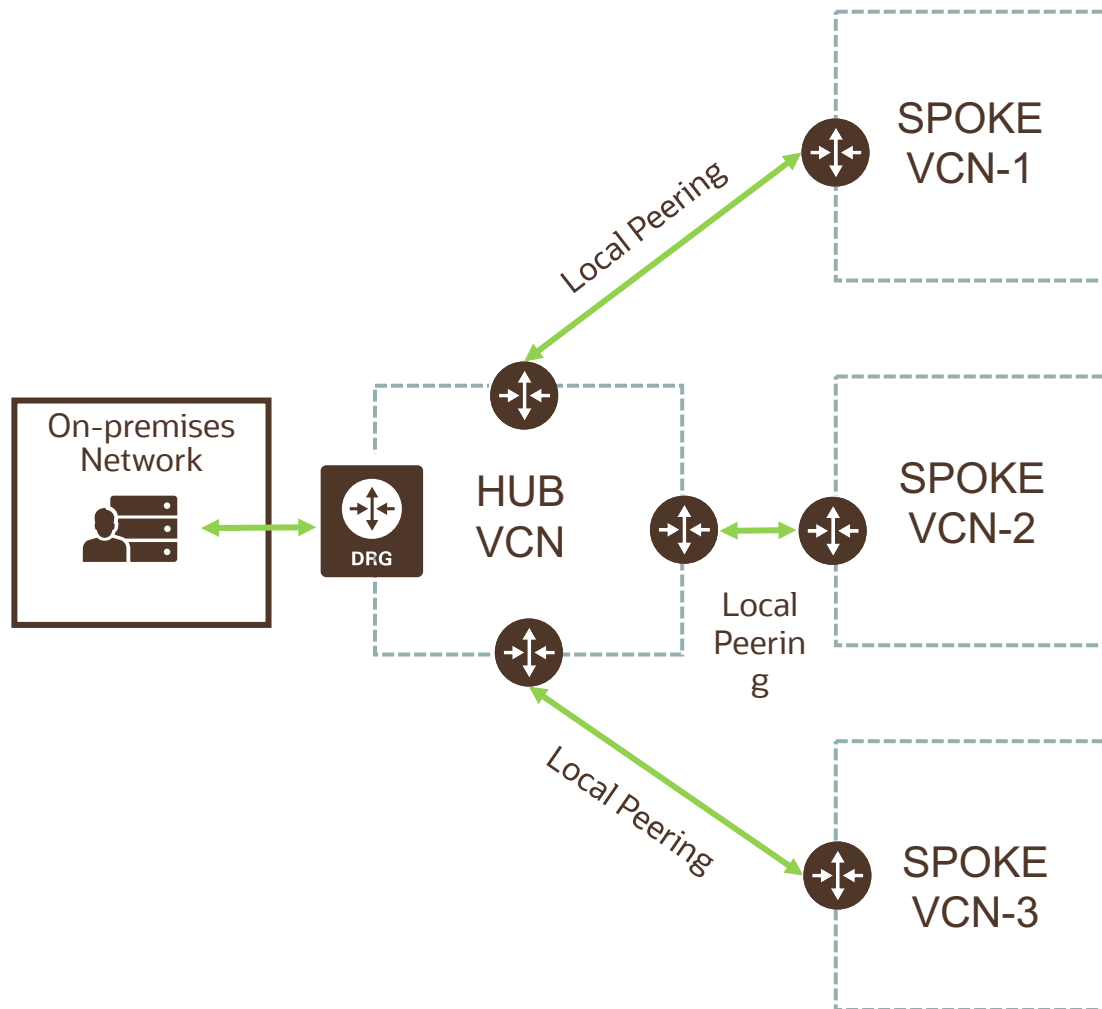 SPOKE
VCN-1
Local Peering
On-premises
Network
HUB
VCN
DRG
SPOKE
VCN-2
Local
Peerin
g
Local Peering
SPOKE
VCN-3